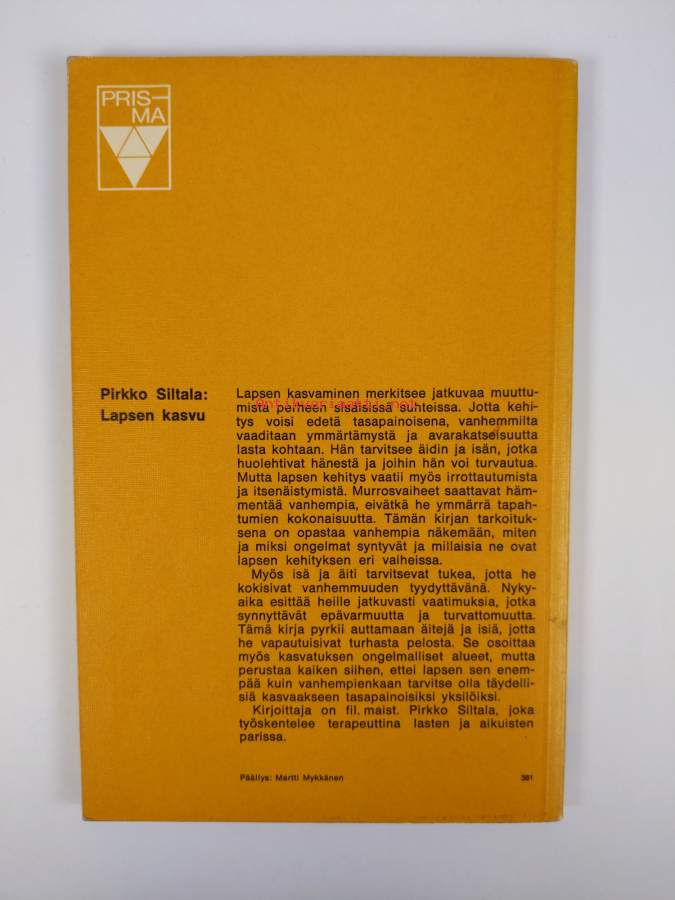 PRIS-
MA
Pirkko Siltala:
Lapsen kasvu
Lapsen kasvaminen merkitsee jatkuvaa muuttu-
mista perheen sisäisissä suhteissa. Jotta kehi-
tys voisi edetä tasapainoisena, vanhemmilta
vaaditaan ymmärtämystä ja avarakatseisuutta
lasta kohtaan. Hän tarvitsee äidin ja isän, jotka
huolehtivat hänestä ja joihin hän voi turvautua.
Mutta lapsen kehitys vaatii myös irrottautumista
ja itsenäistymistä. Murrosvaiheet saattavat häm-
mentää vanhempia, eivätkä he ymmärrä tapah-
tumien kokonaisuutta. Tämän kirjan tarkoituk-
sena on opastaa vanhempia näkemään, miten
ja miksi ongelmat syntyvät ja millaisia ne ovat
lapsen kehityksen eri vaiheissa.
Myös isä ja äiti tarvitsevat tukea, jotta he
kokisivat vanhemmuuden tyydyttävänä. Nyky-
aika esittää heille jatkuvasti vaatimuksia, jotka
synnyttävät epävarmuutta ja turvattomuutta.
Tämä kirja pyrkii auttamaan äitejä ja isiä, jotta
he vapautuisivat turhasta pelosta. Se osoittaa
myös kasvatuksen ongelmalliset alueet, mutta
perustaa kaiken siihen, ettei lapsen sen enem-
pää kuin vanhempienkaan tarvitse olla täydelli-
siä kasvaakseen tasapainoisiksi yksilöiksi.
Kirjoittaja on fil. maist. Pirkko Siltala, joka
työskentelee terapeuttina lasten ja aikuisten
parissa.
Päällys: Martti Mykkänen
381